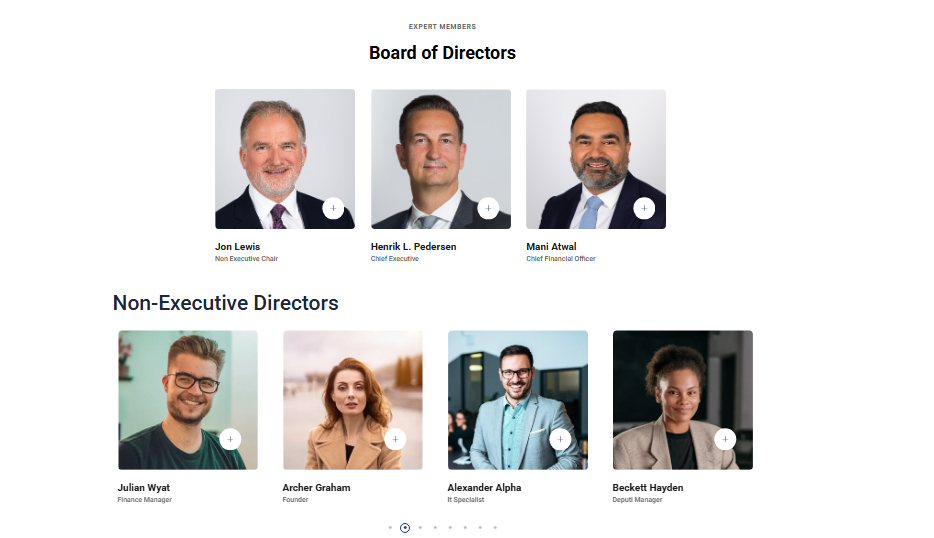 EXPERT MEMBERS
Board of Directors
Jon Lewis
Non Executive Chair
Henrik L. Pedersen
Chief Executive
Mani Atwal
Chief Financial Officer
Non-Executive Directors
Julian Wyat
Finance Manager
Archer Graham
Founder
Alexander Alpha
It Specialist
Beckett Hayden
Deputi Manager